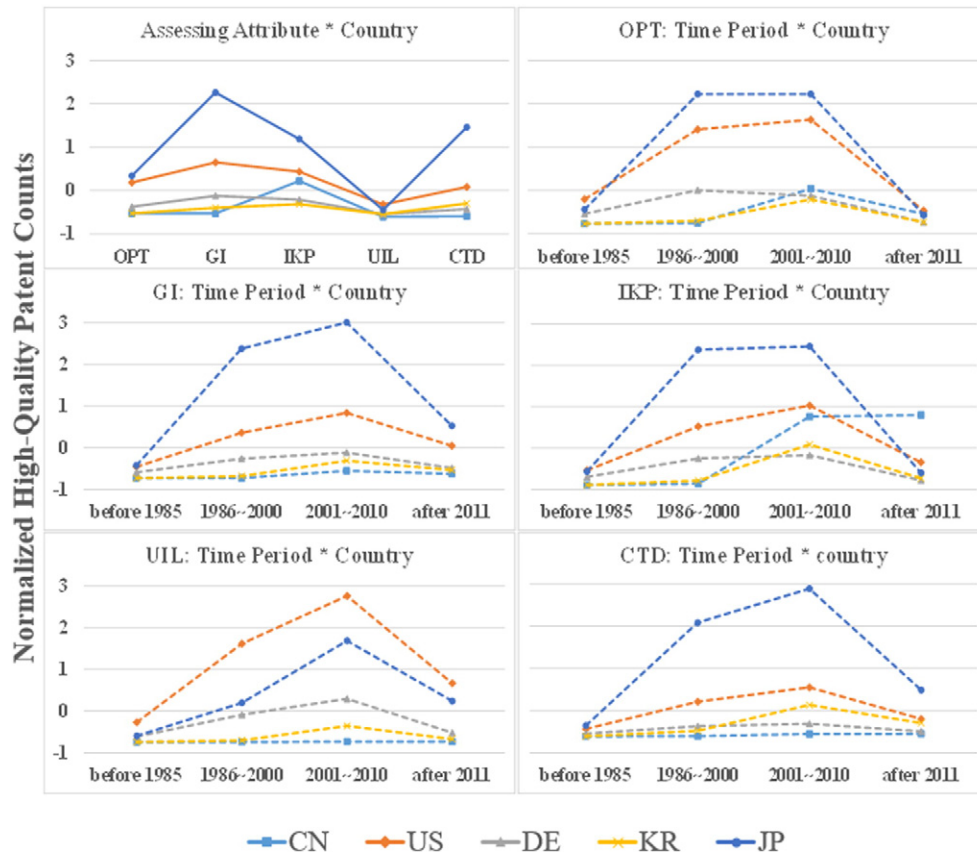 Normalized High-Quality Patent Counts
Assessing Attribute * Country
3
2
1
0
-1
OPT GI IKP UIL CTD
OPT: Time Period * Country
before 1985 1986~2000 2001~2010 after 2011
GI: Time Period * Country
3
2
1
0
-1
before 1985 1986~2000 2001~2010 after 2011
IKP: Time Period * Country
before 1985 1986~2000 2001~2010 after 2011
UIL: Time Period * Country
3
2
1
0
-1
before 1985 1986~2000 2001~2010 after 2011
CTD: Time Period * country
before 1985 1986~2000 2001~2010 after 2011
CN US DE KR JP